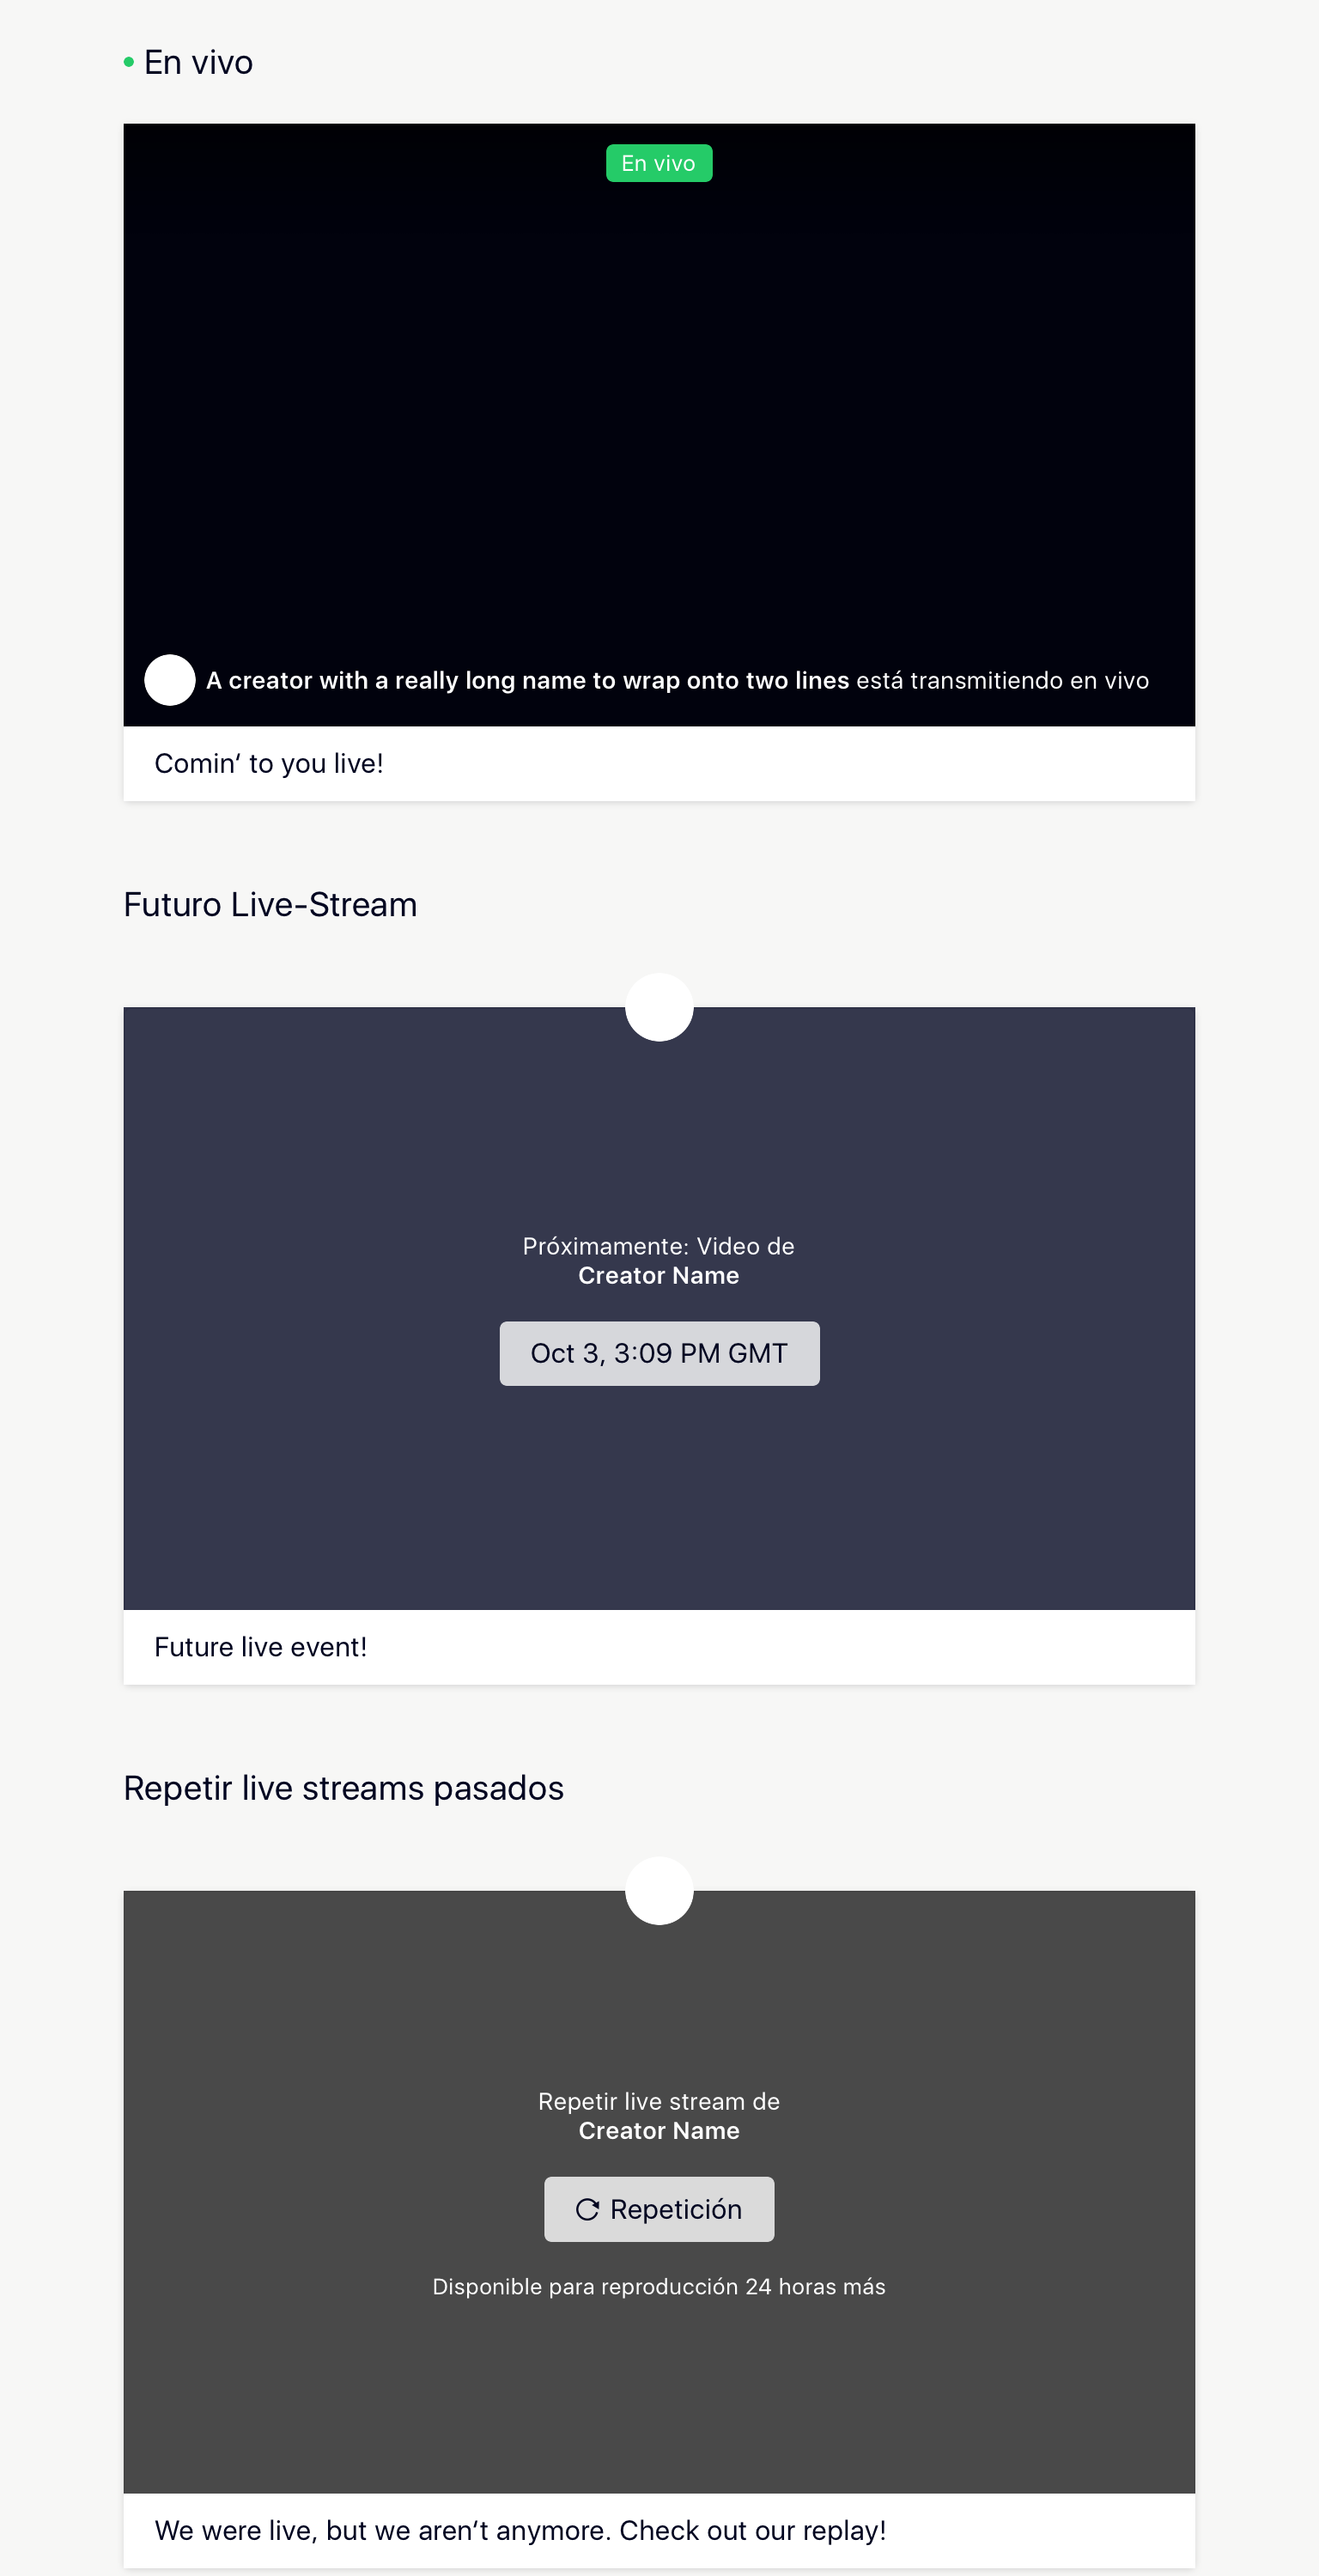 En vivo
En vivo
A creator with a really long name to wrap onto two lines está transmitiendo en vivo
Comin‘ to you live!
Futuro Live-Stream
Próximamente: Video de
Creator Name
Oct 3, 3:09 PM GMT
Future live event!
Repetir live streams pasados
Repetir live stream de
Creator Name
Repetición
Disponible para reproducción 24 horas más
We were live, but we aren‘t anymore. Check out our replay!